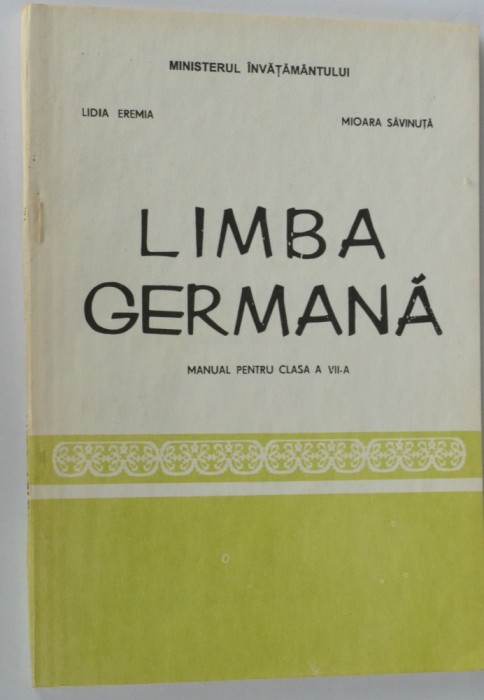 MINISTERUL ÎNVĂȚĂMÂNTULUI
LIDIA EREMIA
MIOARA SĂVINUȚĂ
LIMBA
GERMANĂ
MANUAL PENTRU CLASA A VII-A